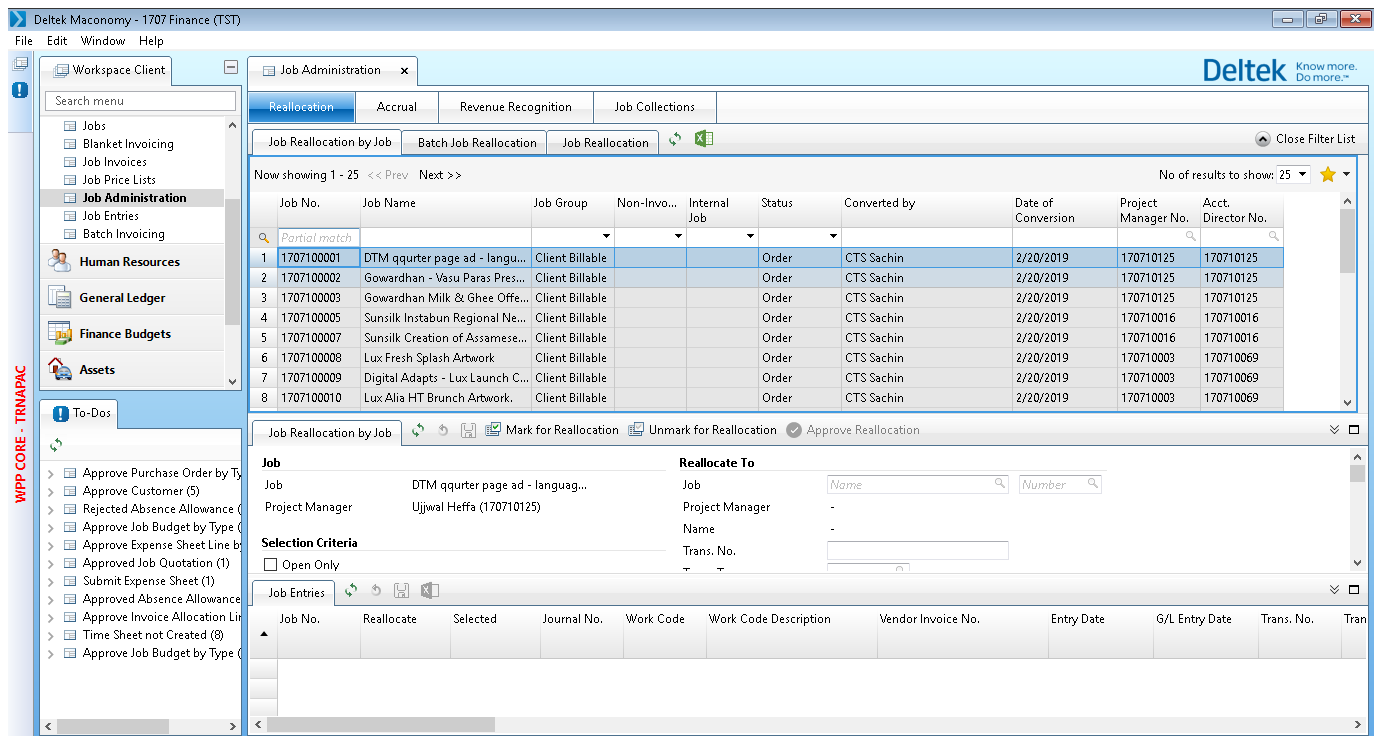 Deltek Maconomy - 1707 Finance (TST)
File Edit Window Help
Workspace Client
Search menu
Jobs
Blanket Invoicing
Job Invoices
Job Price Lists
Job Administration
Job Entries
Batch Invoicing
Human Resources
General Ledger
Finance Budgets
Assets
WPP CORE - TRNAPAC
To-Dos
Approve Purchase Order by Ty
Approve Customer (5)
Rejected Absence Allowance (
Approve Job Budget by Type (
Approve Expense Sheet Line by
Approved Job Quotation (1)
Submit Expense Sheet (1)
Approved Absence Allowance
Approve Invoice Allocation Lin
Time Sheet not Created (8)
Approve Job Budget by Type (
Job Administration x
Deltek Know more. Do more.™
Reallocation Accrual Revenue Recognition Job Collections
Job Reallocation by Job Batch Job Reallocation Job Reallocation Close Filter List
Now showing 1 - 25 << Prev Next >> No of results to show: 25
Job No. Job Name Job Group Non-Invo... Internal Job Status Converted by Date of Conversion Project Manager No. Acct. Director No.
Partial match
1 1707100001 DTM qqurter page ad - langu... Client Billable Order CTS Sachin 2/20/2019 170710125 170710125
2 1707100002 Gowardhan - Vasu Paras Pres... Client Billable Order CTS Sachin 2/20/2019 170710125 170710125
3 1707100003 Gowardhan Milk & Ghee Offe... Client Billable Order CTS Sachin 2/20/2019 170710125 170710125
4 1707100005 Sunsilk Instabun Regional Ne... Client Billable Order CTS Sachin 2/20/2019 170710016 170710016
5 1707100007 Sunsilk Creation of Assamese... Client Billable Order CTS Sachin 2/20/2019 170710016 170710016
6 1707100008 Lux Fresh Splash Artwork Client Billable Order CTS Sachin 2/20/2019 170710003 170710069
7 1707100009 Digital Adapts - Lux Launch C... Client Billable Order CTS Sachin 2/20/2019 170710003 170710069
8 1707100010 Lux Alia HT Brunch Artwork. Client Billable Order CTS Sachin 2/20/2019 170710003 170710069
Job Reallocation by Job Mark for Reallocation Unmark for Reallocation Approve Reallocation
Job Reallocate To
Job DTM qqurter page ad - languag... Job Name Number
Project Manager Ujjwal Heffa (170710125) Project Manager -
Name -
Selection Criteria Trans. No.
Open Only
Job Entries
Job No. Reallocate Selected Journal No. Work Code Work Code Description Vendor Invoice No. Entry Date G/L Entry Date Trans. No. Tran